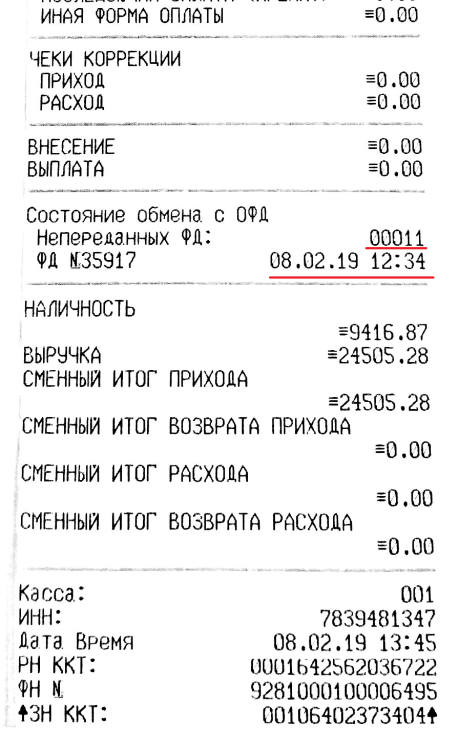 ИНАЯ ФОРМА ОПЛАТЫ ≡0.00
ЧЕКИ КОРРЕКЦИИ
ПРИХОД ≡0.00
РАСХОД ≡0.00
ВНЕСЕНИЕ ≡0.00
ВЫПЛАТА ≡0.00
Состояние обмена с ОФД
Непереданных ФД: 00011
ФД №35917 08.02.19 12:34
НАЛИЧНОСТЬ
≡9416.87
ВЫРУЧКА ≡24505.28
СМЕННЫЙ ИТОГ ПРИХОДА
≡24505.28
СМЕННЫЙ ИТОГ ВОЗВРАТА ПРИХОДА
≡0.00
СМЕННЫЙ ИТОГ РАСХОДА
≡0.00
СМЕННЫЙ ИТОГ ВОЗВРАТА РАСХОДА
≡0.00
Касса: 001
ИНН: 7839481347
Дата Время 08.02.19 13:45
РН ККТ: 0001642562036722
ФН № 9281000100006495
↑ЗН ККТ: 00106402373404↑